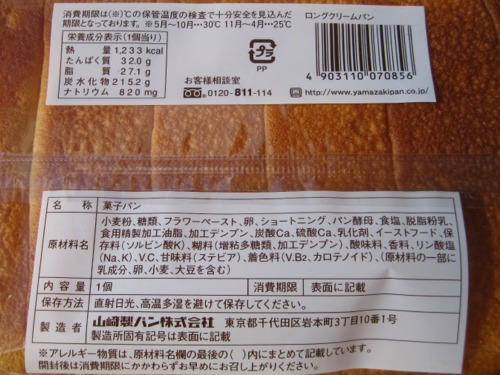 消費期限は(※)℃の保管温度の検査で十分安全を見込んだ
期限となっております。※5月～10月…30℃ 11月～4月…25℃
栄養成分表示(1個当り)
熱量 1,233kcal
たんぱく質 32.0g
脂質 27.1g
炭水化物 215.2g
ナトリウム 820mg
プラ
PP
お客様相談室
0120-811-114
ロングクリームパン
4903110070856
http://www.yamazakipan.co.jp/
名称 菓子パン
原材料名 小麦粉、糖類、フラワーペースト、卵、ショートニング、パン酵母、食塩、脱脂粉乳、
食用精製加工油脂、加工デンプン、炭酸Ca、硫酸Ca、乳化剤、イーストフード、保
存料(ソルビン酸K)、糊料(増粘多糖類、加工デンプン)、酸味料、香料、リン酸塩
(Na,K)、V.C、甘味料(ステビア)、着色料(V.B2、カロテノイド)、(原材料の一部に
乳成分、卵、小麦、大豆を含む)
内容量 1個 消費期限 表面に記載
保存方法 直射日光、高温多湿を避けて保存してください。
製造者 山崎製パン株式会社 東京都千代田区岩本町3丁目10番1号
製造所固有記号は表面に記載
※アレルギー物質は、原材料名欄の最後の( )内にまとめて記載しています。
開封後は消費期限にかかわらずお早めにお召し上がりください。